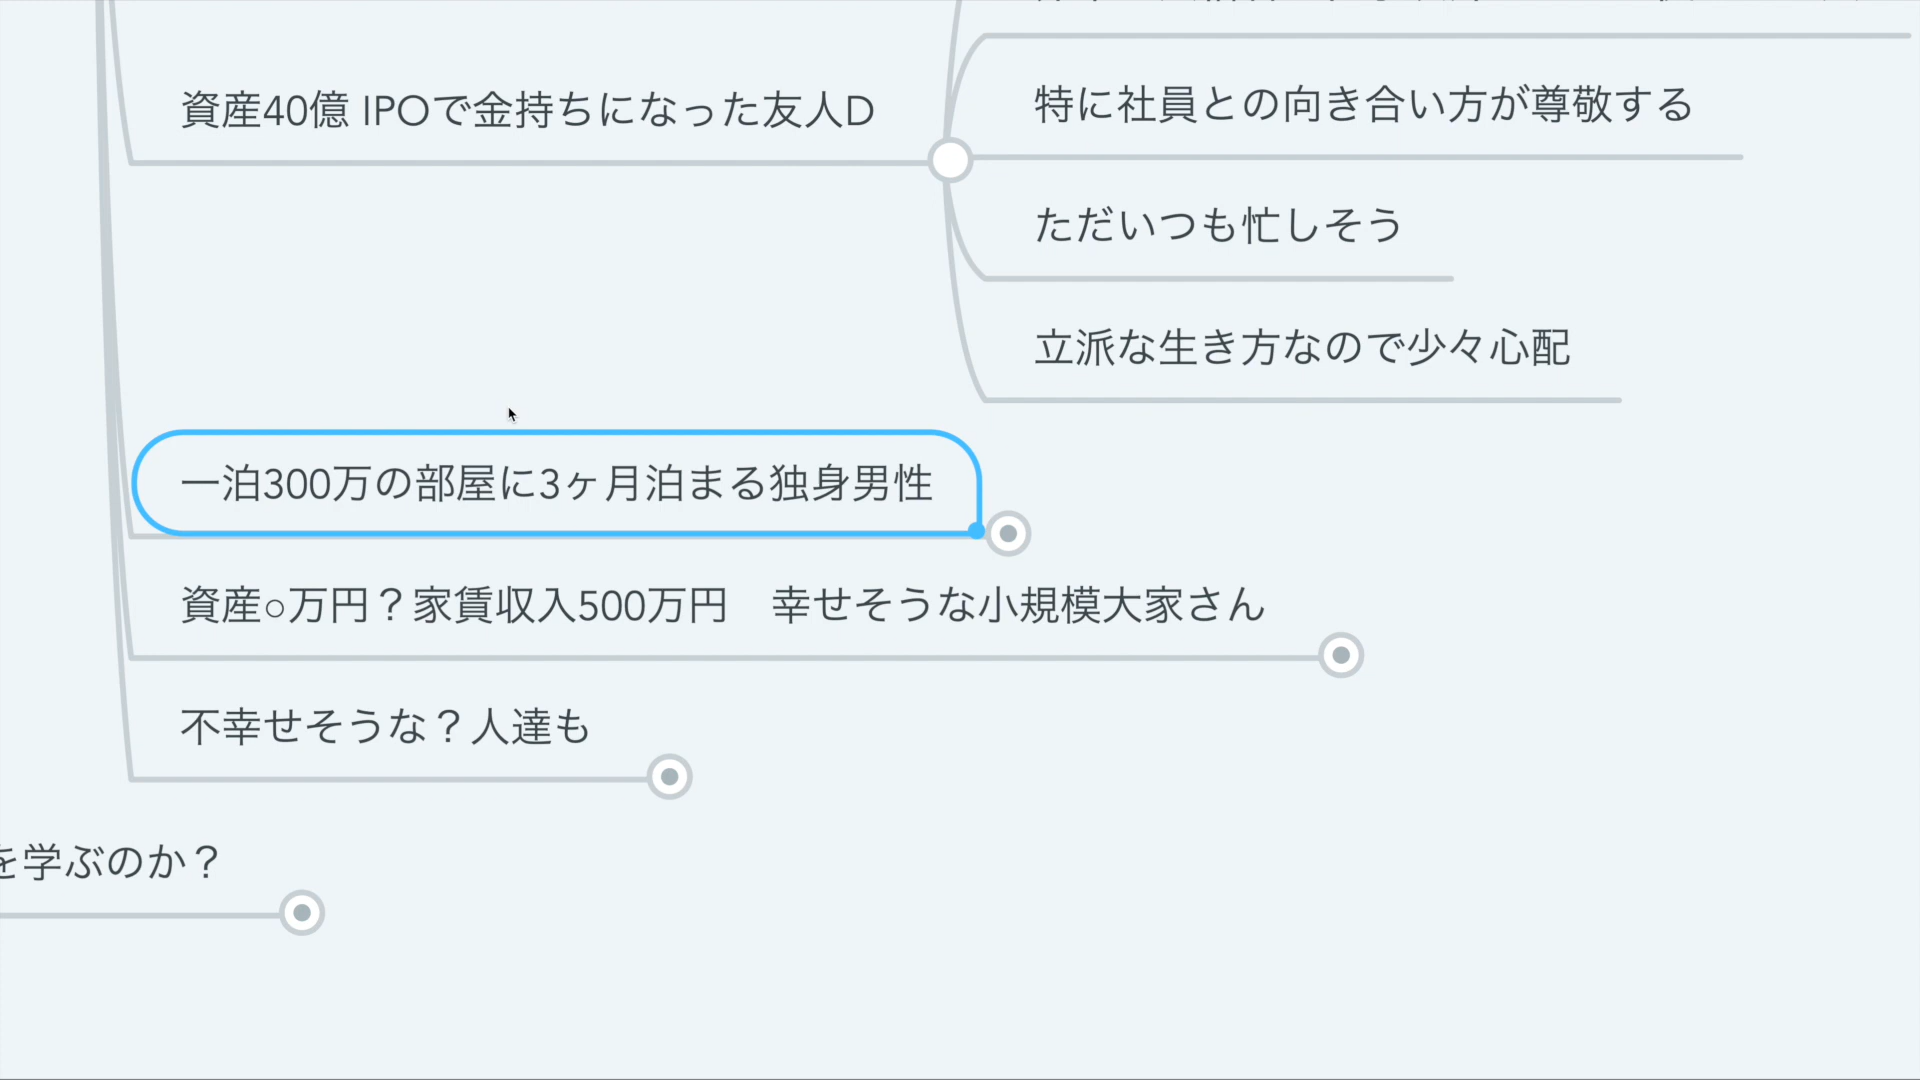 資産40億 IPOで金持ちになった友人D
特に社員との向き合い方が尊敬する
ただいつも忙しそう
立派な生き方なので少々心配
一泊300万の部屋に3ヶ月泊まる独身男性
資産○万円？家賃収入500万円　幸せそうな小規模大家さん
不幸せそうな？人達も
を学ぶのか？